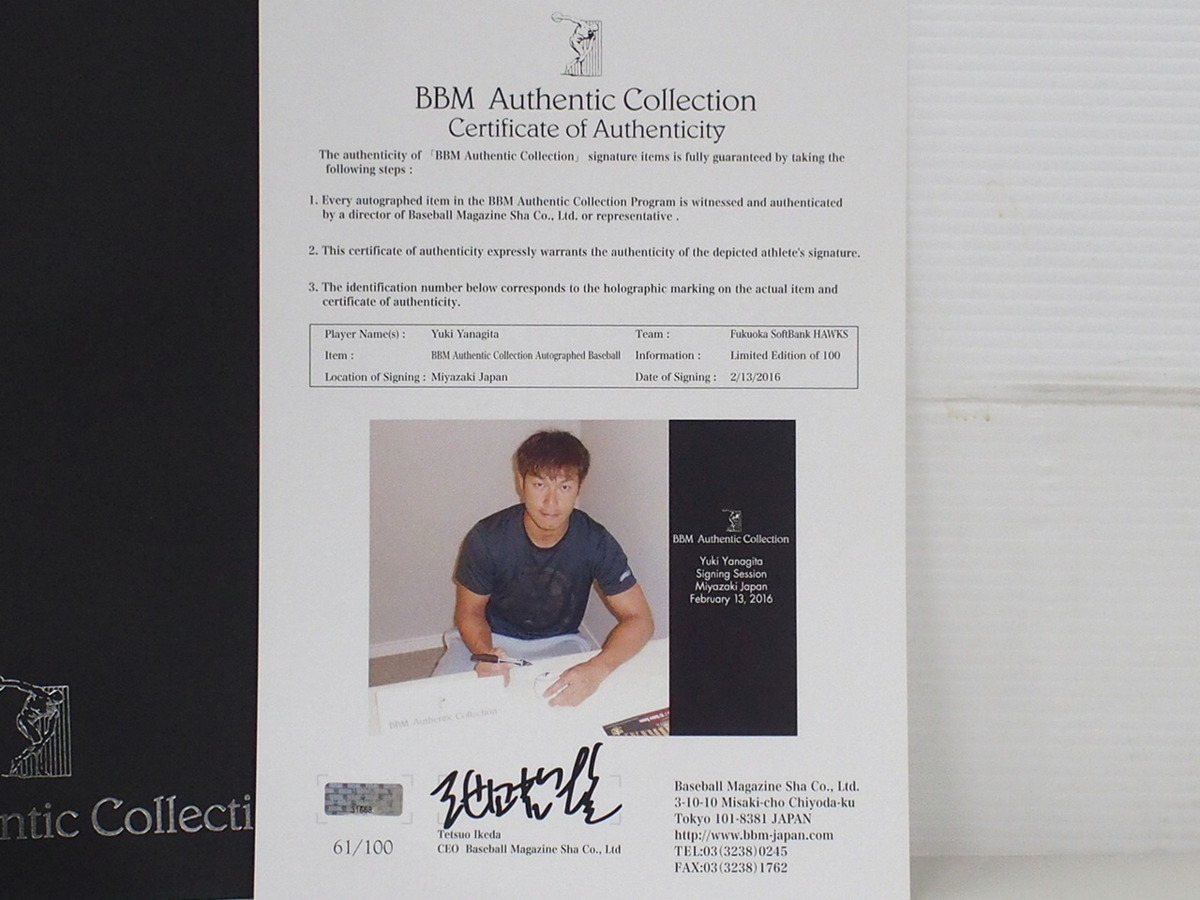 BBM Authentic Collection
Certificate of Authenticity
The authenticity of 「BBM Authentic Collection」 signature items is fully guaranteed by taking the
following steps :
1. Every autographed item in the BBM Authentic Collection Program is witnessed and authenticated
by a director of Baseball Magazine Sha Co., Ltd. or representative .
2. This certificate of authenticity expressly warrants the authenticity of the depicted athlete's signature.
3. The identification number below corresponds to the holographic marking on the actual item and
certificate of authenticity.
Player Name(s) : Yuki Yanagita Team : Fukuoka SoftBank HAWKS
Item : BBM Authentic Collection Autographed Baseball Information : Limited Edition of 100
Location of Signing : Miyazaki Japan Date of Signing : 2/13/2016
BBM Authentic Collection
Yuki Yanagita
Signing Session
Miyazaki Japan
February 13, 2016
BBM Authentic Collection
61/100
Tetsuo Ikeda
CEO Baseball Magazine Sha Co., Ltd
Baseball Magazine Sha Co., Ltd.
3-10-10 Misaki-cho Chiyoda-ku
Tokyo 101-8381 JAPAN
http://www.bbm-japan.com
TEL:03(3238)0245
FAX:03(3238)1762
ntic Collecti